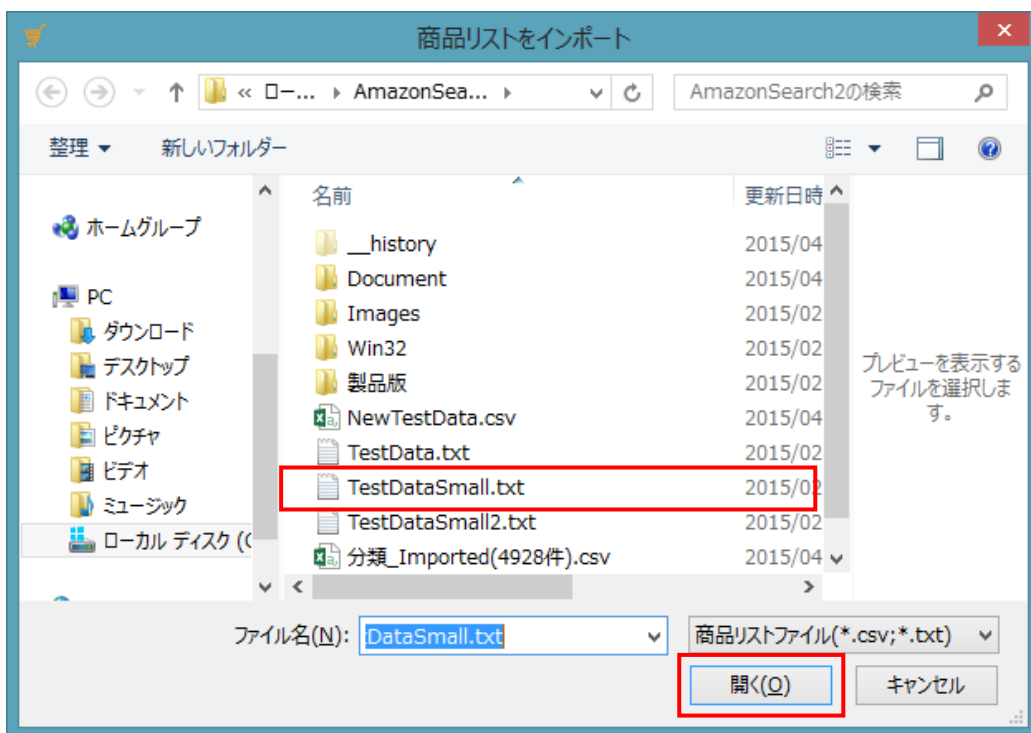 商品リストをインポート
« ロー... AmazonSea...
AmazonSearch2の検索
整理
新しいフォルダー
名前
更新日時
ホームグループ
PC
ダウンロード
デスクトップ
ドキュメント
ピクチャ
ビデオ
ミュージック
ローカル ディスク (C
__history 2015/04
Document 2015/04
Images 2015/02
Win32 2015/02
製品版 2015/02
NewTestData.csv 2015/04
TestData.txt 2015/02
TestDataSmall.txt 2015/02
TestDataSmall2.txt 2015/02
分類_Imported(4928件).csv 2015/04
プレビューを表示する
ファイルを選択しま
す。
ファイル名(N):
tDataSmall.txt
商品リストファイル(*.csv;*.txt)
開く(O)
キャンセル